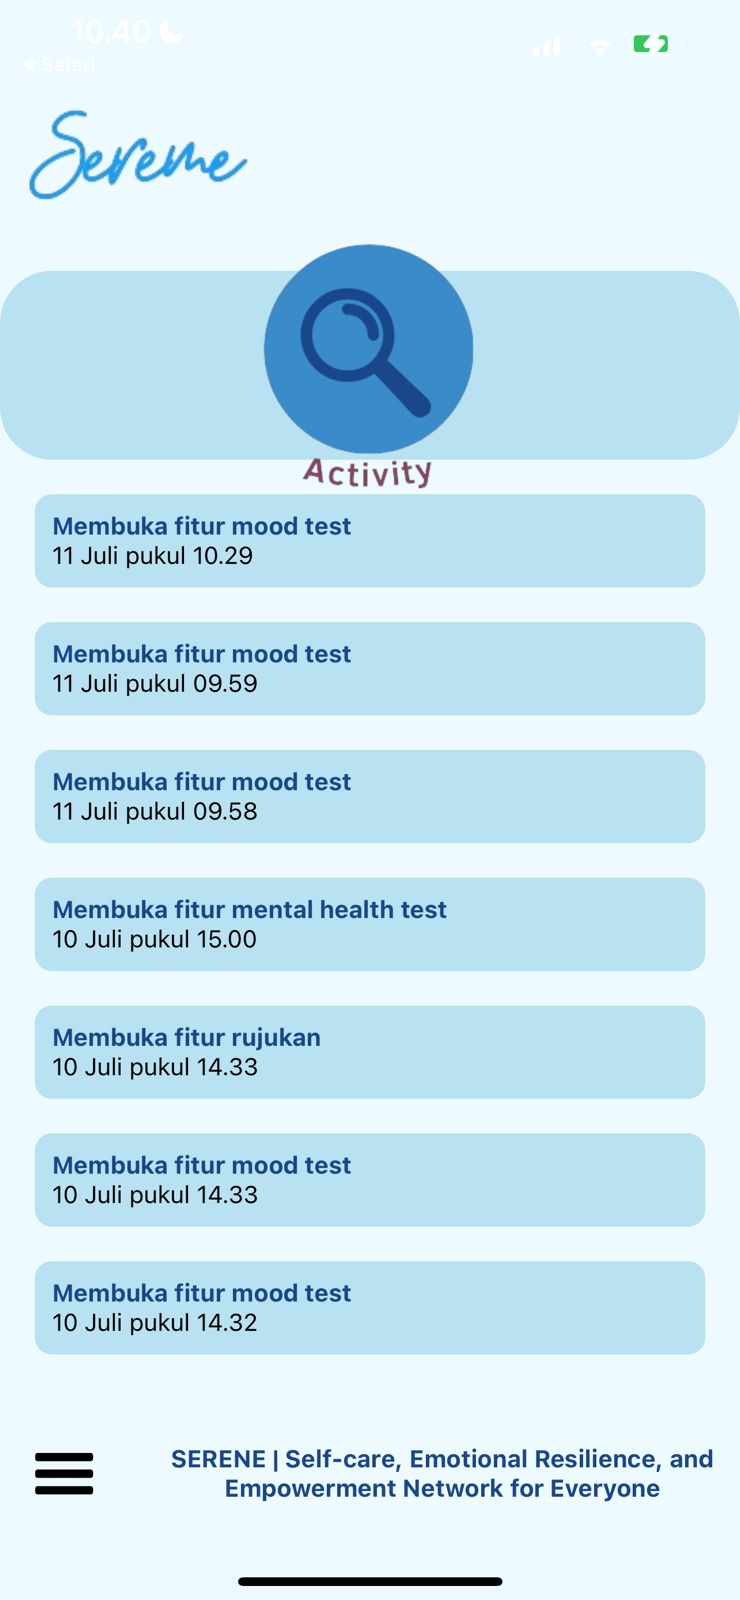 10.40
Safari
Sereme
Activity
Membuka fitur mood test
11 Juli pukul 10.29
Membuka fitur mood test
11 Juli pukul 09.59
Membuka fitur mood test
11 Juli pukul 09.58
Membuka fitur mental health test
10 Juli pukul 15.00
Membuka fitur rujukan
10 Juli pukul 14.33
Membuka fitur mood test
10 Juli pukul 14.33
Membuka fitur mood test
10 Juli pukul 14.32
SERENE | Self-care, Emotional Resilience, and
Empowerment Network for Everyone